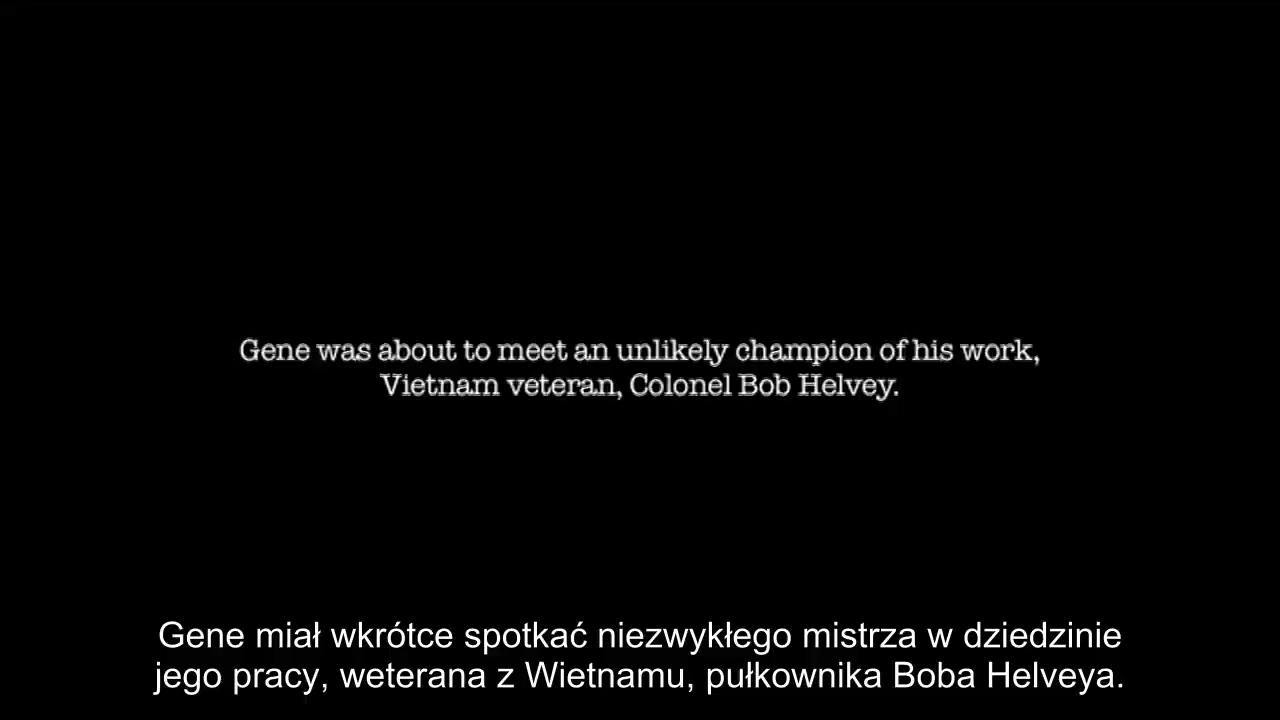 Gene was about to meet an unlikely champion of his work,
Vietnam veteran, Colonel Bob Helvey.
Gene miał wkrótce spotkać niezwykłego mistrza w dziedzinie
jego pracy, weterana z Wietnamu, pułkownika Boba Helveya.